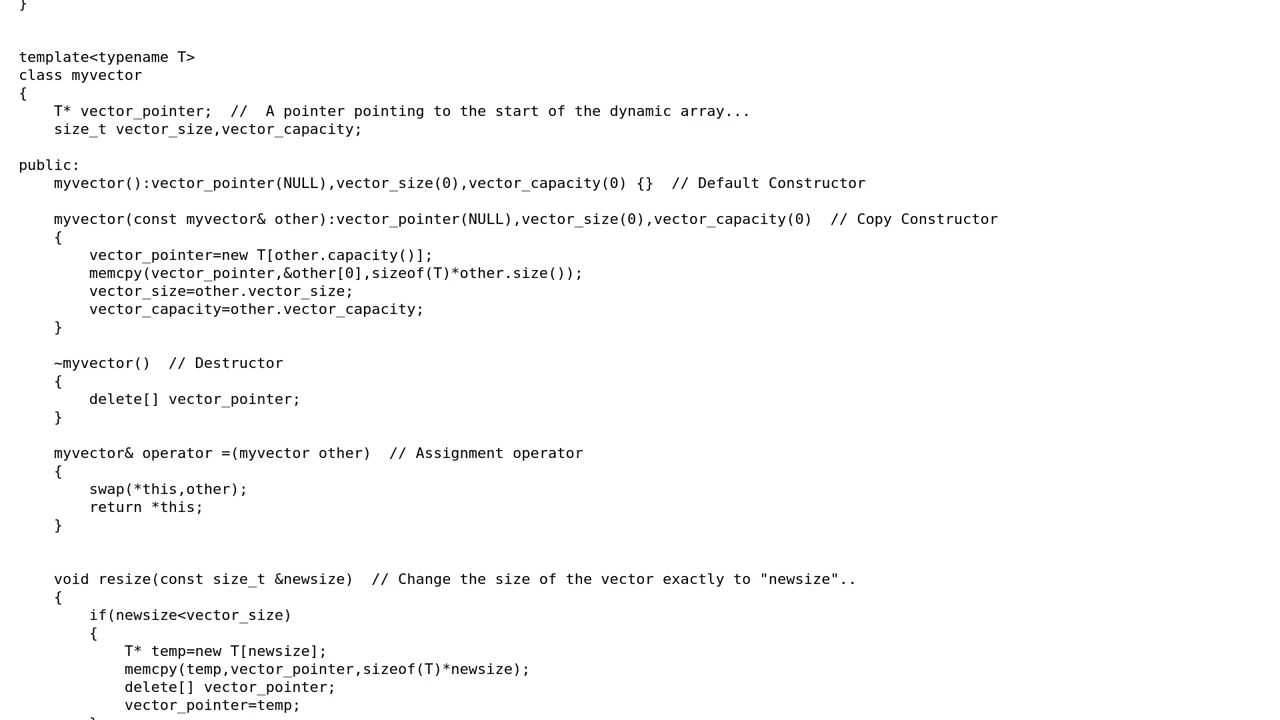 }
template<typename T>
class myvector
{
    T* vector_pointer;  //  A pointer pointing to the start of the dynamic array...
    size_t vector_size,vector_capacity;
public:
    myvector():vector_pointer(NULL),vector_size(0),vector_capacity(0) {}  // Default Constructor
    myvector(const myvector& other):vector_pointer(NULL),vector_size(0),vector_capacity(0)  // Copy Constructor
    {
        vector_pointer=new T[other.capacity()];
        memcpy(vector_pointer,&other[0],sizeof(T)*other.size());
        vector_size=other.vector_size;
        vector_capacity=other.vector_capacity;
    }
    ~myvector()  // Destructor
    {
        delete[] vector_pointer;
    }
    myvector& operator =(myvector other)  // Assignment operator
    {
        swap(*this,other);
        return *this;
    }
    void resize(const size_t &newsize)  // Change the size of the vector exactly to "newsize"..
    {
        if(newsize<vector_size)
        {
            T* temp=new T[newsize];
            memcpy(temp,vector_pointer,sizeof(T)*newsize);
            delete[] vector_pointer;
            vector_pointer=temp;